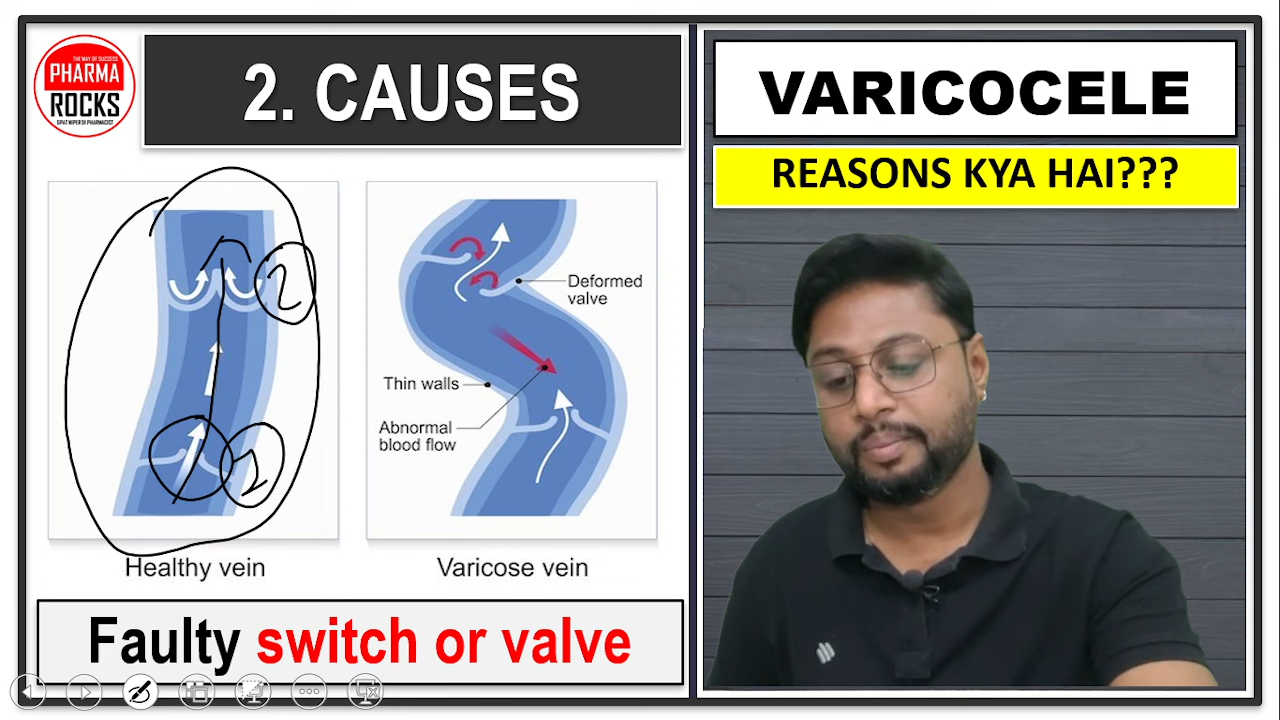 THE WAY OF SUCCESS
PHARMA
ROCKS
GPAT NIPER DI PHARMACIST
2. CAUSES
VARICOCELE
REASONS KYA HAI???
Deformed
valve
Thin walls
Abnormal
blood flow
2
1
Healthy vein
Varicose vein
Faulty switch or valve